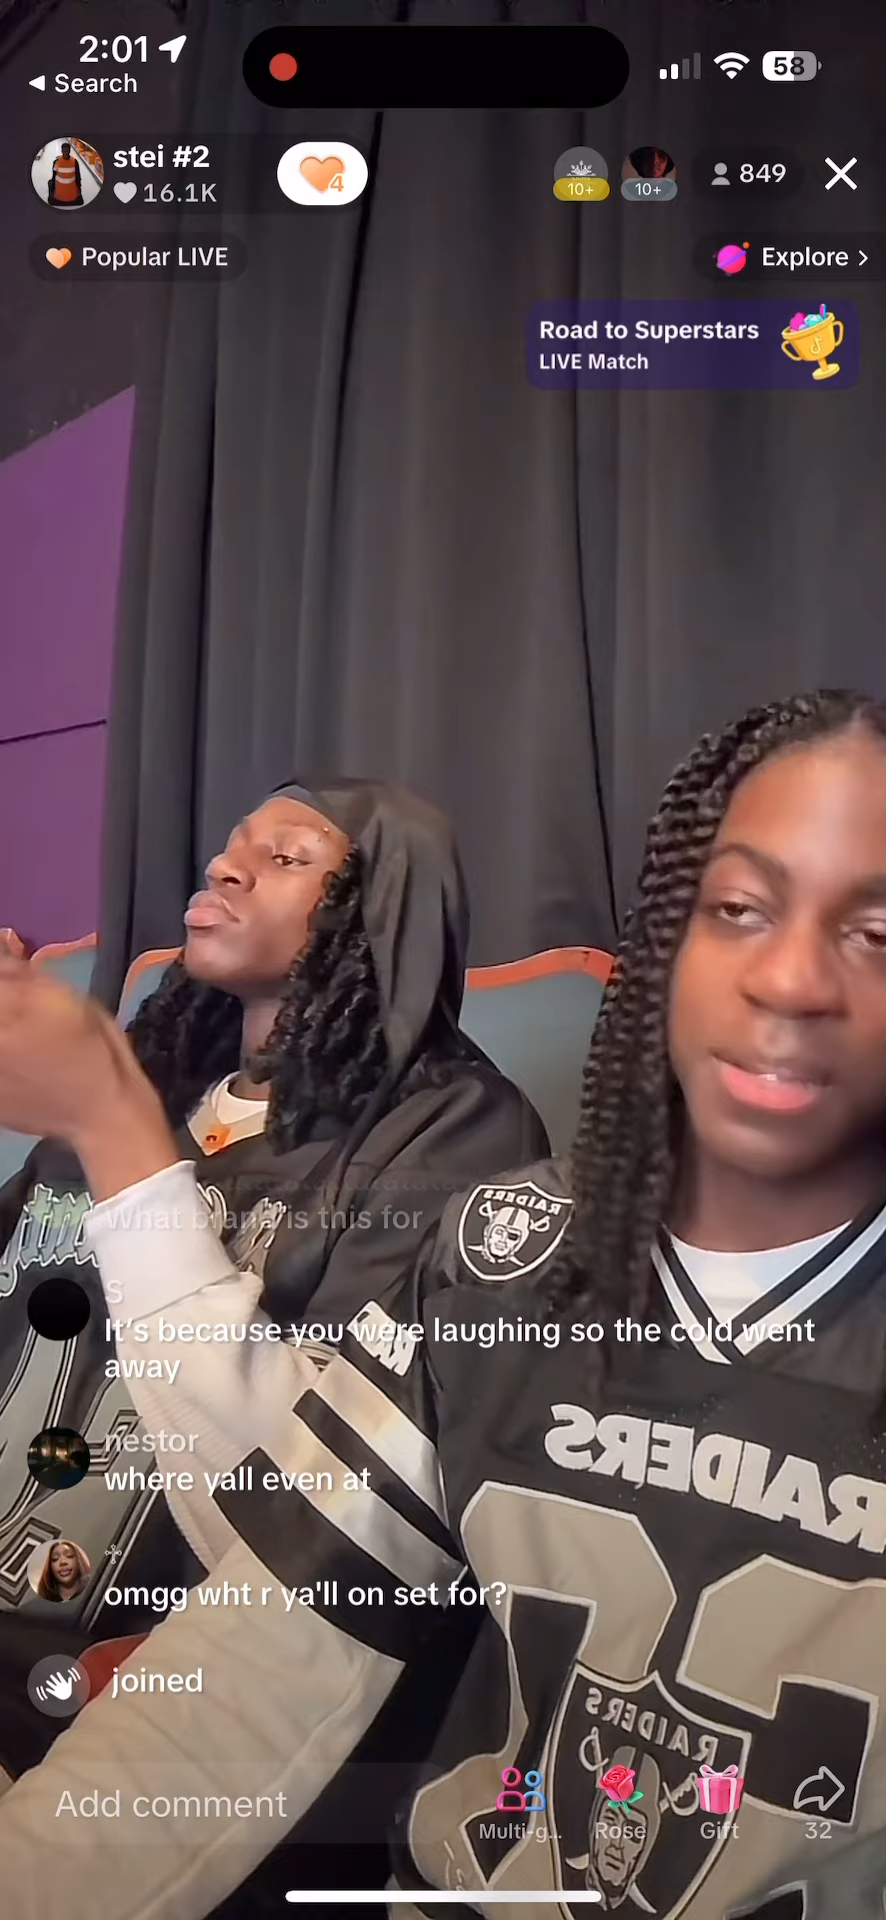 2:01
58
Search
stei #2
16.1K
4
10+
10+
849
Popular LIVE
Explore
Road to Superstars
LIVE Match
What brand is this for
RAIDERS
S
It's because you were laughing so the cold went
away
RAIDERS
nestor
where yall even at
omgg wht r ya'll on set for?
joined
RAIDERS
Add comment
Multi-g...
Rose
Gift
32